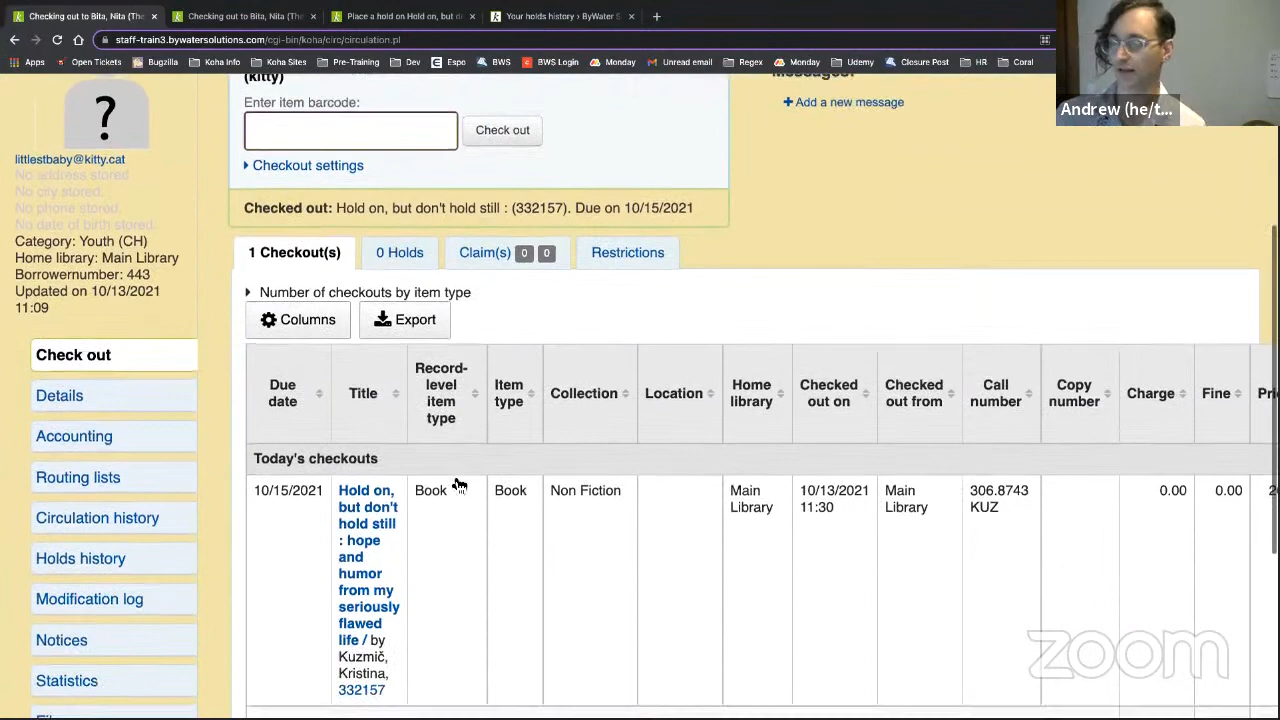 Checking out to Bita, Nita (The
Checking out to Bita, Nita (The
Place a hold on Hold on, but d
Your holds history › ByWater S
staff-train3.bywatersolutions.com/cgi-bin/koha/circ/circulation.pl
Apps
Open Tickets
Bugzilla
Koha Info
Koha Sites
Pre-Training
Dev
Espo
BWS
BWS Login
Monday
Unread email
Regex
Monday
Udemy
Closure Post
HR
Coral
Andrew (he/t...
(kitty)
Enter item barcode:
Check out
Checkout settings
Messages:
Add a new message
Checked out: Hold on, but don't hold still : (332157). Due on 10/15/2021
?
littlestbaby@kitty.cat
No address stored.
No city stored.
No phone stored.
No date of birth stored.
Category: Youth (CH)
Home library: Main Library
Borrowernumber: 443
Updated on 10/13/2021
11:09
Check out
Details
Accounting
Routing lists
Circulation history
Holds history
Modification log
Notices
Statistics
1 Checkout(s)
0 Holds
Claim(s) 0 0
Restrictions
Number of checkouts by item type
Columns
Export
Due date
Title
Record-level item type
Item type
Collection
Location
Home library
Checked out on
Checked out from
Call number
Copy number
Charge
Fine
Pri
Today's checkouts
10/15/2021
Hold on,
but don't
hold still
: hope
and
humor
from my
seriously
flawed
life / by
Kuzmič,
Kristina,
332157
Book
Book
Non Fiction
Main
Library
10/13/2021
11:30
Main
Library
306.8743
KUZ
0.00
0.00
zoom